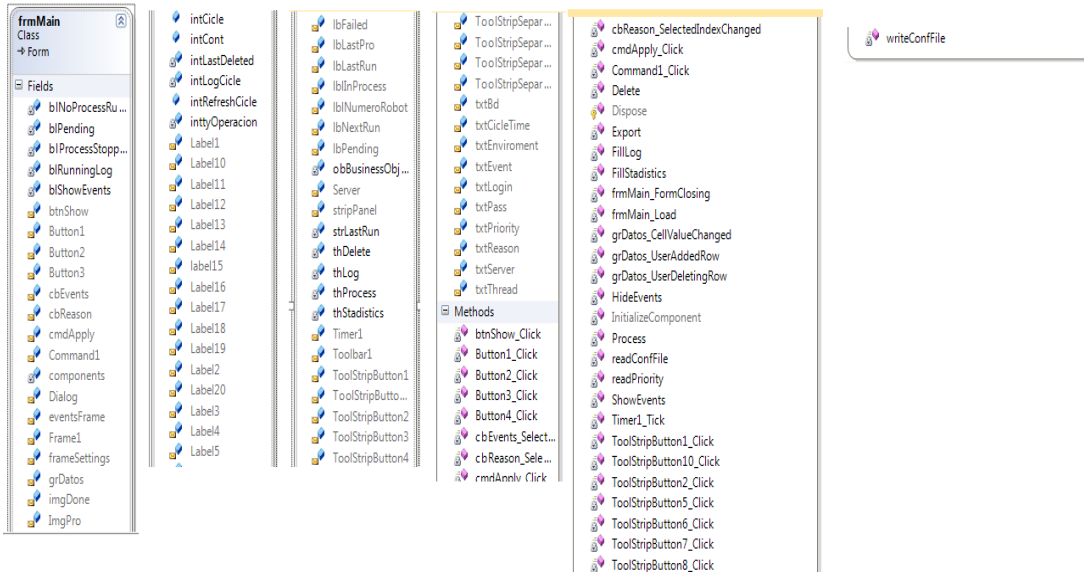 frmMain
Class
Form
Fields
blNoProcessRu...
blPending
blProcessStopp...
blRunningLog
blShowEvents
btnShow
Button1
Button2
Button3
cbEvents
cbReason
cmdApply
Command1
components
Dialog
eventsFrame
Frame1
frameSettings
grDatos
imgDone
ImgPro
intCicle
intCont
intLastDeleted
intLogCicle
intRefreshCicle
inttyOperacion
Label1
Label10
Label11
Label12
Label13
Label14
label15
Label16
Label17
Label18
Label19
Label2
Label20
Label3
Label4
Label5
lbFailed
lbLastPro
lbLastRun
lblInProcess
lblNumeroRobot
lbNextRun
lbPending
obBusinessObj...
Server
stripPanel
strLastRun
thDelete
thLog
thProcess
thStadistics
Timer1
Toolbar1
ToolStripButton1
ToolStripButto...
ToolStripButton2
ToolStripButton3
ToolStripButton4
ToolStripSepar...
ToolStripSepar...
ToolStripSepar...
ToolStripSepar...
txtBd
txtCicleTime
txtEnviroment
txtEvent
txtLogin
txtPass
txtPriority
txtReason
txtServer
txtThread
Methods
btnShow_Click
Button1_Click
Button2_Click
Button3_Click
Button4_Click
cbEvents_Select...
cbReason_Sele...
cmdApply_Click
cbReason_SelectedIndexChanged
cmdApply_Click
Command1_Click
Delete
Dispose
Export
FillLog
FillStadistics
frmMain_FormClosing
frmMain_Load
grDatos_CellValueChanged
grDatos_UserAddedRow
grDatos_UserDeletingRow
HideEvents
InitializeComponent
Process
readConfFile
readPriority
ShowEvents
Timer1_Tick
ToolStripButton1_Click
ToolStripButton10_Click
ToolStripButton2_Click
ToolStripButton5_Click
ToolStripButton6_Click
ToolStripButton7_Click
ToolStripButton8_Click
writeConfFile